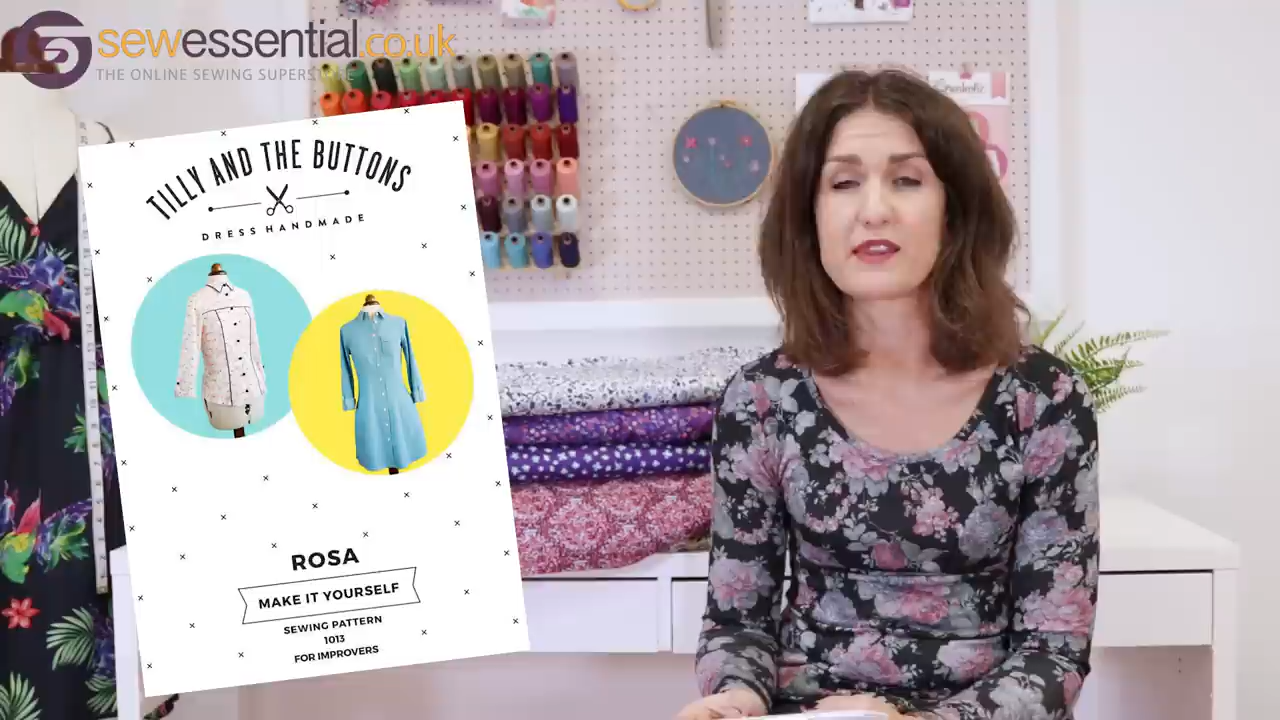 sewessential.co.uk
THE ONLINE SEWING SUPERSTORE
TILLY AND THE BUTTONS
DRESS HANDMADE
ROSA
MAKE IT YOURSELF
SEWING PATTERN
1013
FOR IMPROVERS